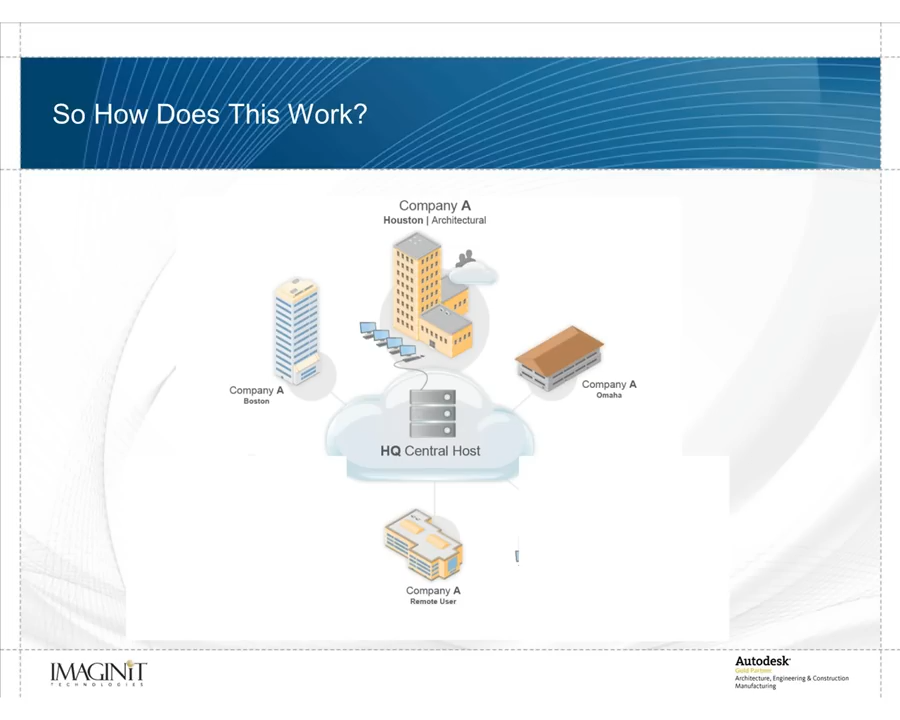 So How Does This Work?
Company A
Houston | Architectural
Company A
Boston
Company A
Omaha
HQ Central Host
Company A
Remote User
IMAGINiT
TECHNOLOGIES
Autodesk
Gold Partner
Architecture, Engineering & Construction
Manufacturing